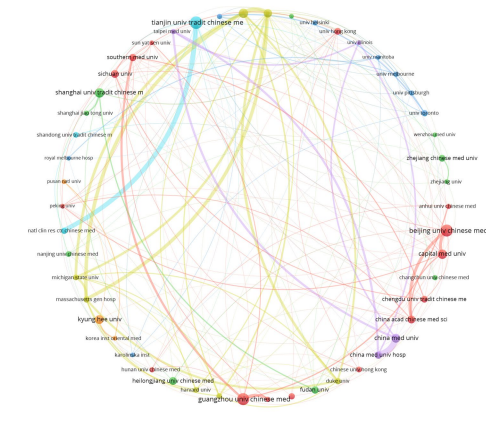 tianjin univ tradit chinese me
univ helsinki
taipei med univ
univ hong kong
sun yat-sen univ
univ illinois
southern med univ
univ manitoba
sichuan univ
univ melbourne
shanghai univ tradit chinese m
univ pittsburgh
shanghai jiao tong univ
univ toronto
shandong univ tradit chinese m
wenzhou med univ
royal melbourne hosp
zhejiang chinese med univ
pusan natl univ
zhejiang univ
peking univ
anhui univ chinese med
natl clin res ctr chinese med
beijing univ chinese med
nanjing univ chinese med
capital med univ
michigan state univ
changchun univ chinese med
massachusetts gen hosp
chengdu univ tradit chinese me
kyung hee univ
china acad chinese med sci
korea inst oriental med
china med univ
karolinska inst
china med univ hosp
hunan univ chinese med
chinese univ hong kong
heilongjiang univ chinese med
duke univ
harvard univ
fudan univ
guangzhou univ chinese med